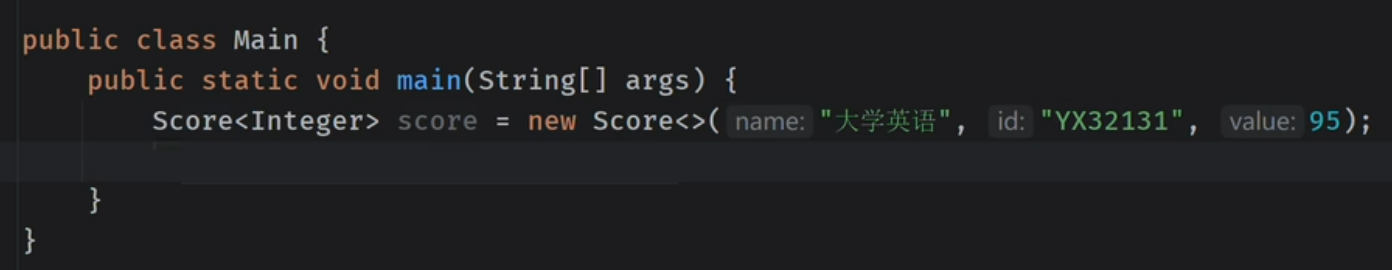 public class Main {
public static void main(String[] args) {
Score<Integer> score = new Score<>( name: "大学英语", id: "YX32131", value: 95);
}
}